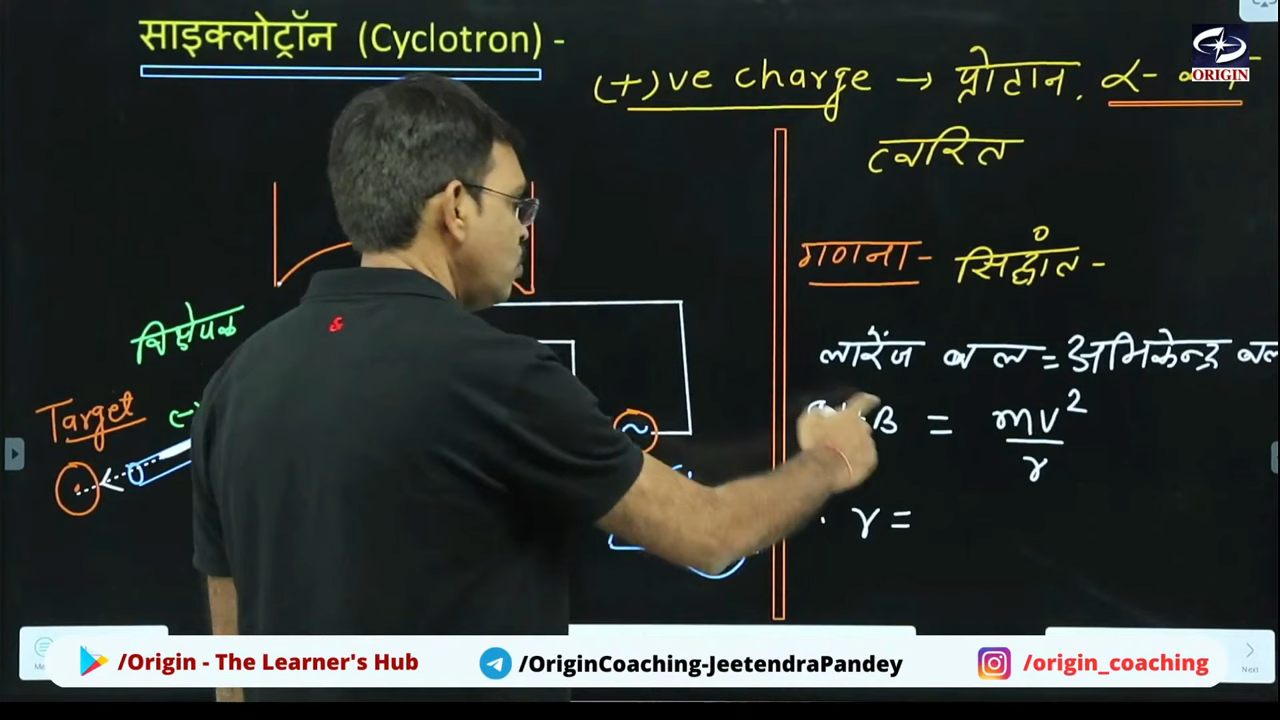 साइक्लोट्रॉन (Cyclotron) -
ORIGIN
(+)ve charge → प्रोटान, α-
त्वरित
गणना- सिद्धांत -
विक्षेपक
Target
(-)
लारेंज बल = अभिकेन्द्र बल
B = mv²/r
r =
Next
/Origin - The Learner's Hub
/OriginCoaching-JeetendraPandey
/origin_coaching